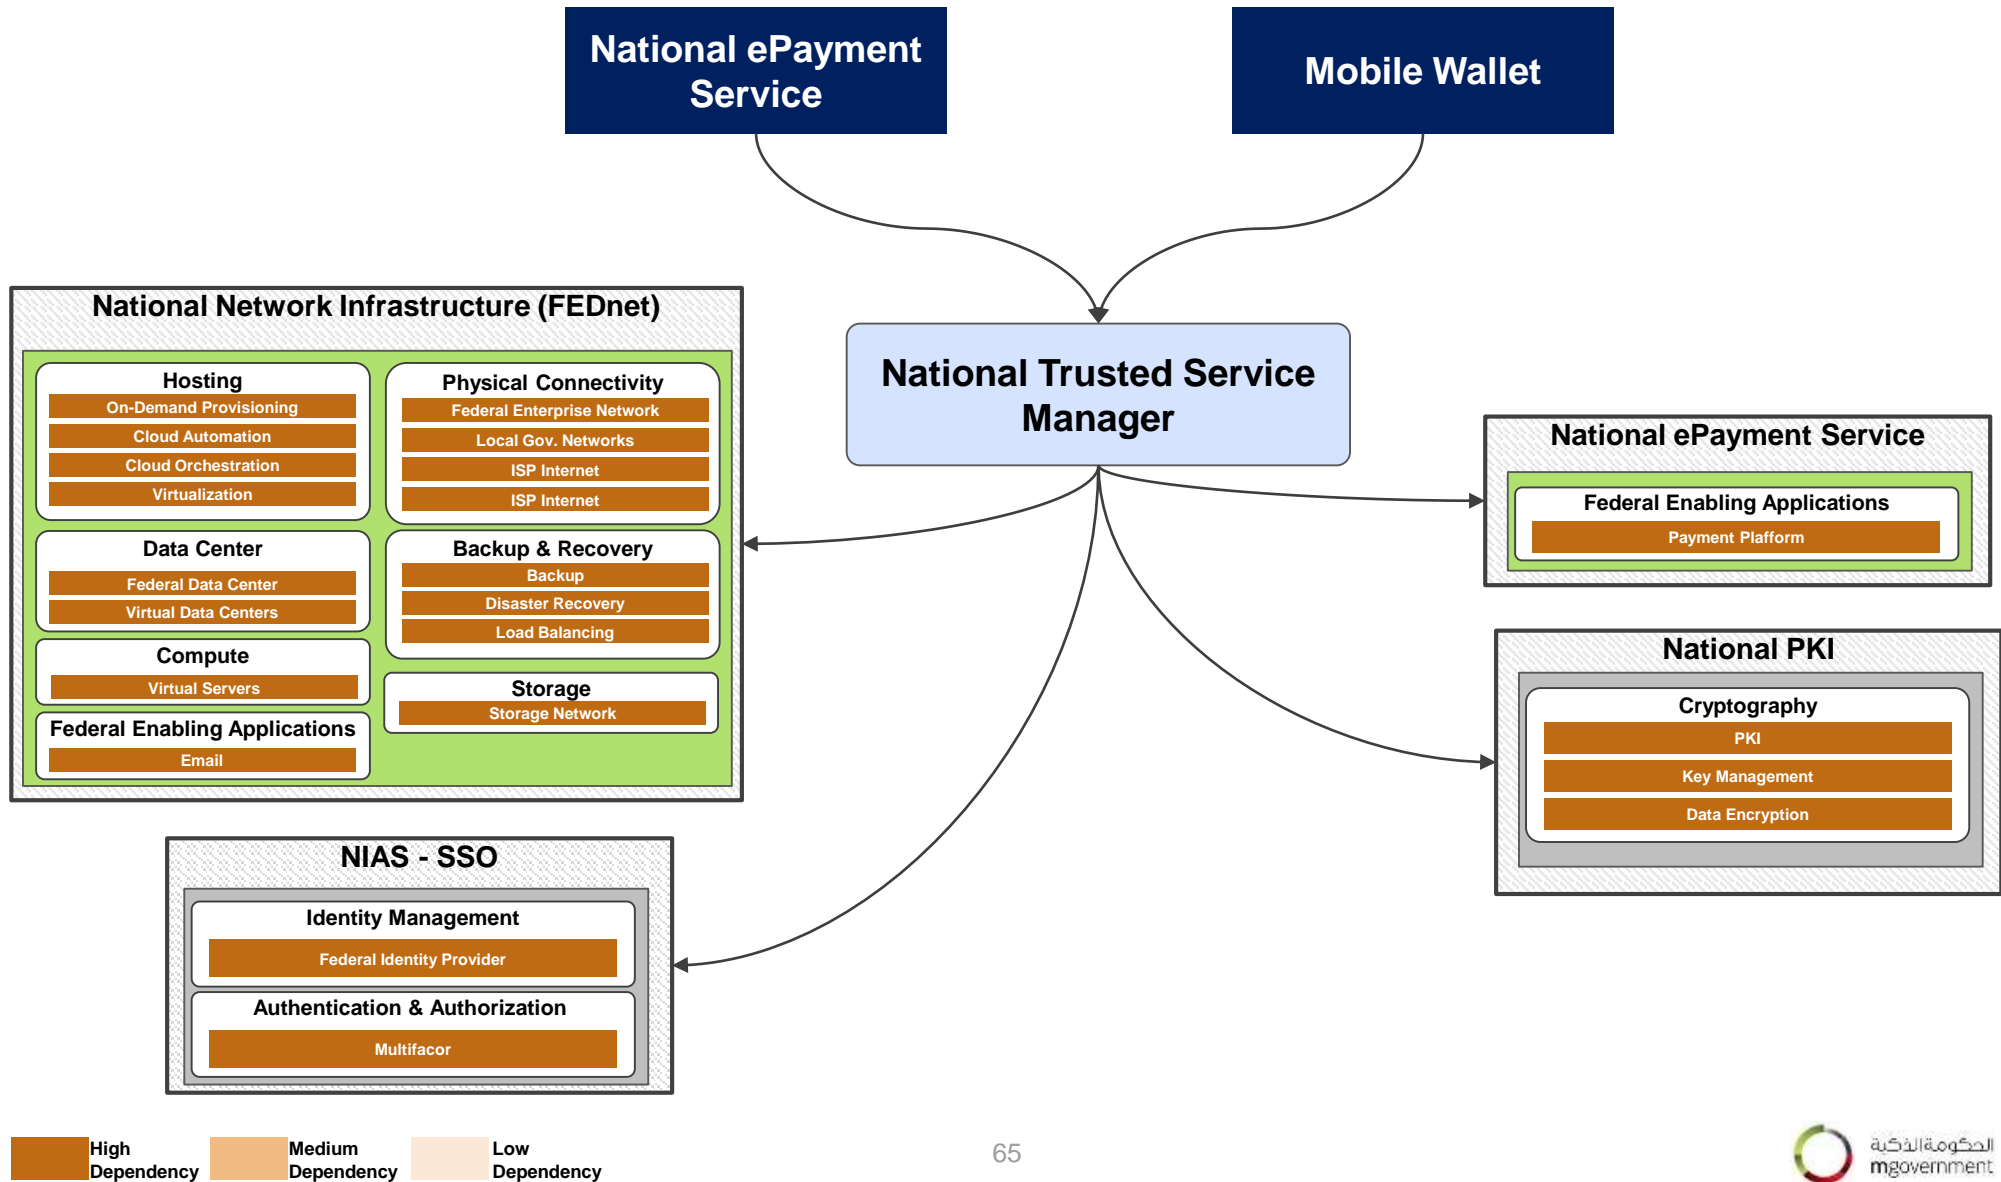 National ePayment
Service
Mobile Wallet
National Network Infrastructure (FEDnet)
Hosting
On-Demand Provisioning
Cloud Automation
Cloud Orchestration
Virtualization
Physical Connectivity
Federal Enterprise Network
Local Gov. Networks
ISP Internet
ISP Internet
Data Center
Federal Data Center
Virtual Data Centers
Backup & Recovery
Backup
Disaster Recovery
Load Balancing
Compute
Virtual Servers
Storage
Storage Network
Federal Enabling Applications
Email
National Trusted Service
Manager
National ePayment Service
Federal Enabling Applications
Payment Plafform
National PKI
Cryptography
PKI
Key Management
Data Encryption
NIAS - SSO
Identity Management
Federal Identity Provider
Authentication & Authorization
Multifacor
High
Dependency
Medium
Dependency
Low
Dependency
65
الحكومة الذكية
mgovernment